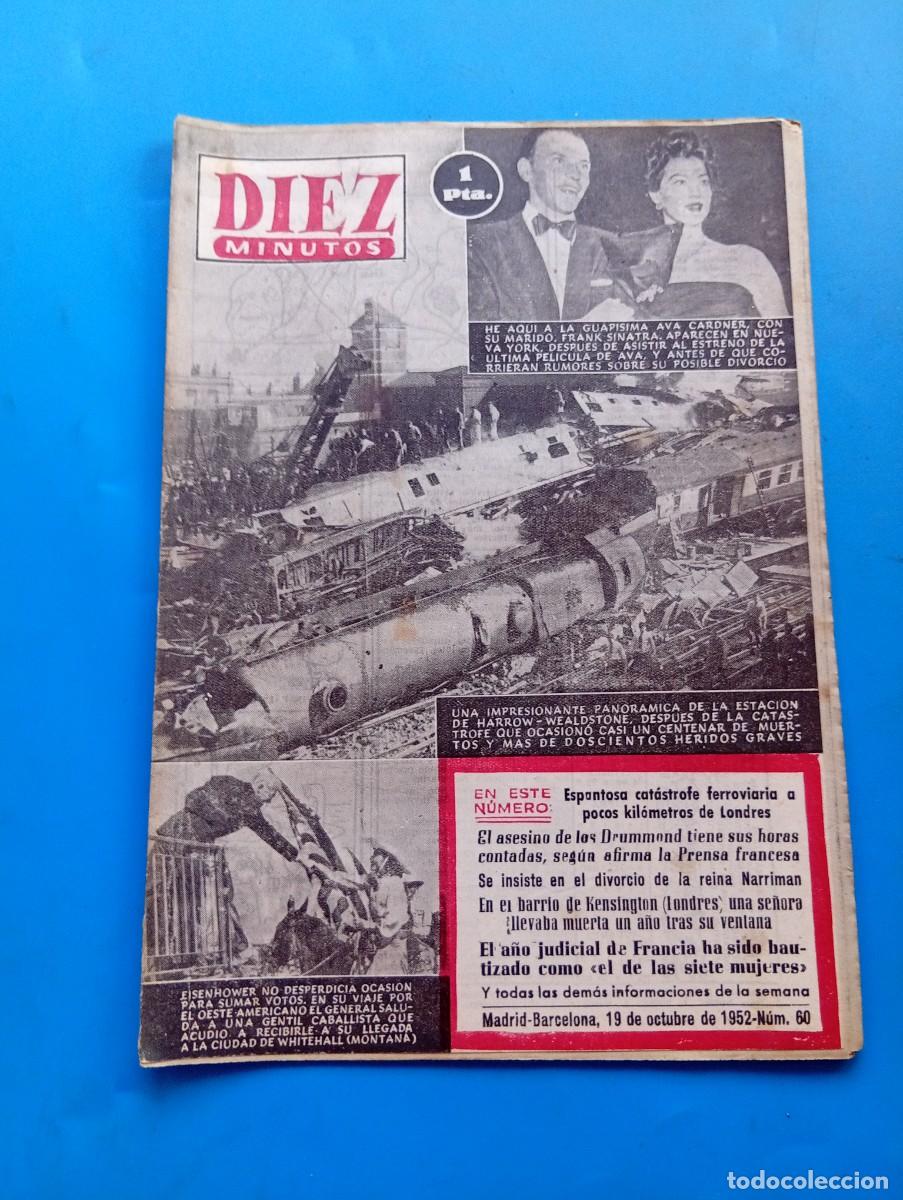 DIEZ
MINUTOS
1
Pta.
HE AQUI A LA GUAPISIMA AVA CARDNER, CON
SU MARIDO, FRANK SINATRA. APARECEN EN NUE-
VA YORK, DESPUES DE ASISTIR AL ESTRENO DE LA
ULTIMA PELICULA DE AVA, Y ANTES DE QUE CO-
RRIERAN RUMORES SOBRE SU POSIBLE DIVORCIO
UNA IMPRESIONANTE PANORAMICA DE LA ESTACION
DE HARROW-WEALDSTONE, DESPUES DE LA CATAS-
TROFE QUE OCASIONÓ CASI UN CENTENAR DE MUER-
TOS Y MAS DE DOSCIENTOS HERIDOS GRAVES
EISENHOWER NO DESPERDICIA OCASIÓN
PARA SUMAR VOTOS. EN SU VIAJE POR
EL OESTE AMERICANO EL GENERAL SALU-
DA A UNA GENTIL CABALLISTA QUE
ACUDIO A RECIBIRLE A SU LLEGADA
A LA CIUDAD DE WHITEHALL (MONTANA)
EN ESTE
NÚMERO:
Espantosa catástrofe ferroviaria a
pocos kilómetros de Londres
El asesino de los Drummond tiene sus horas
contadas, según afirma la Prensa francesa
Se insiste en el divorcio de la reina Narriman
En el barrio de Kensington (Londres) una señora
llevaba muerta un año tras su ventana
El año judicial de Francia ha sido bau-
tizado como «el de las siete mujeres»
Y todas las demás informaciones de la semana
Madrid-Barcelona, 19 de octubre de 1952-Núm. 60
todocoleccion